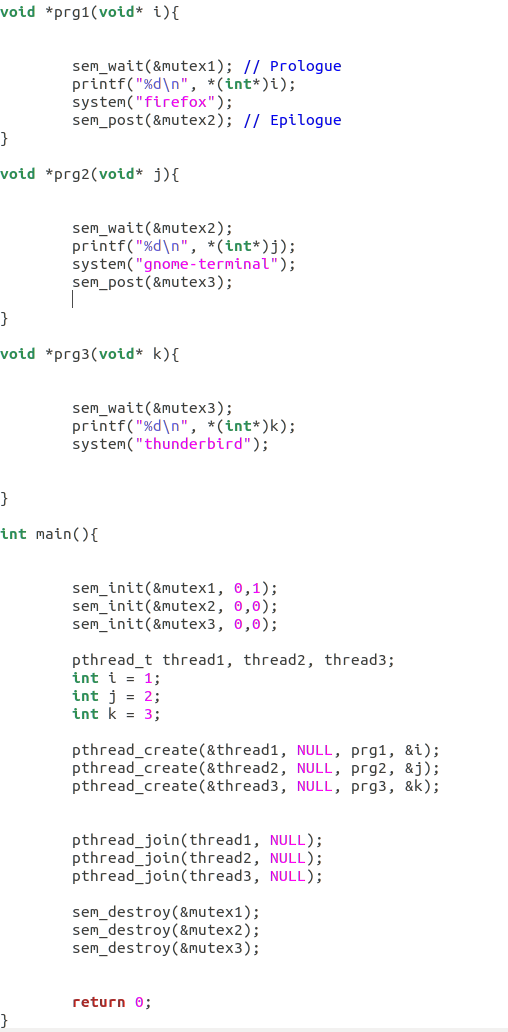 void *prg1(void* i){
sem_wait(&mutex1); // Prologue
printf("%d\n", *(int*)i);
system("firefox");
sem_post(&mutex2); // Epilogue
}
void *prg2(void* j){
sem_wait(&mutex2);
printf("%d\n", *(int*)j);
system("gnome-terminal");
sem_post(&mutex3);
}
void *prg3(void* k){
sem_wait(&mutex3);
printf("%d\n", *(int*)k);
system("thunderbird");
}
int main(){
sem_init(&mutex1, 0,1);
sem_init(&mutex2, 0,0);
sem_init(&mutex3, 0,0);
pthread_t thread1, thread2, thread3;
int i = 1;
int j = 2;
int k = 3;
pthread_create(&thread1, NULL, prg1, &i);
pthread_create(&thread2, NULL, prg2, &j);
pthread_create(&thread3, NULL, prg3, &k);
pthread_join(thread1, NULL);
pthread_join(thread2, NULL);
pthread_join(thread3, NULL);
sem_destroy(&mutex1);
sem_destroy(&mutex2);
sem_destroy(&mutex3);
return 0;
}